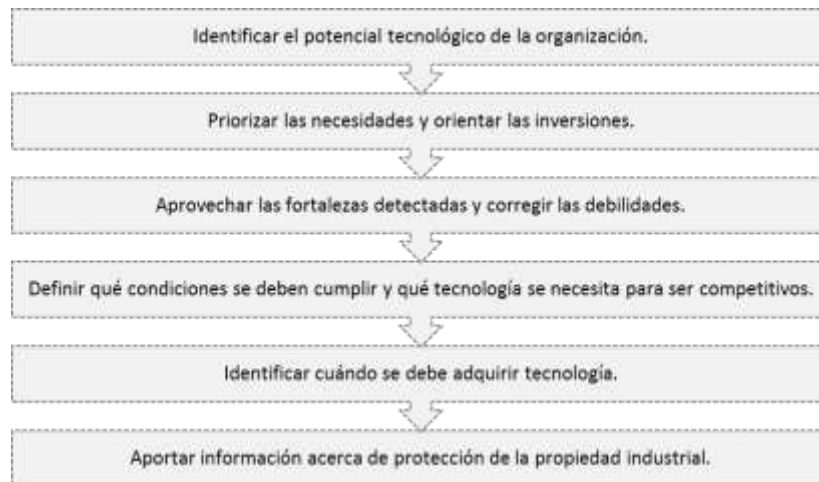 Identificar el potencial tecnológico de la organización.
Priorizar las necesidades y orientar las inversiones.
Aprovechar las fortalezas detectadas y corregir las debilidades.
Definir qué condiciones se deben cumplir y qué tecnología se necesita para ser competitivos.
Identificar cuándo se debe adquirir tecnología.
Aportar información acerca de protección de la propiedad industrial.